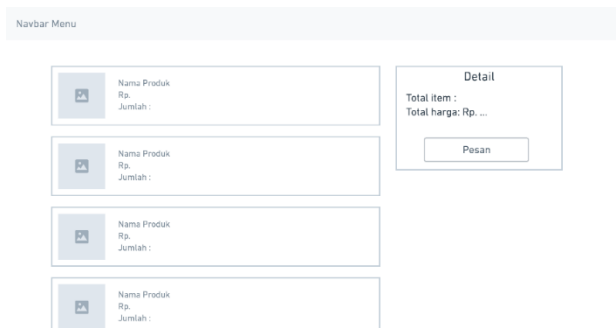 Navbar Menu
Nama Produk
Rp.
Jumlah :
Nama Produk
Rp.
Jumlah :
Nama Produk
Rp.
Jumlah :
Nama Produk
Rp.
Jumlah :
Detail
Total item :
Total harga: Rp. ...
Pesan